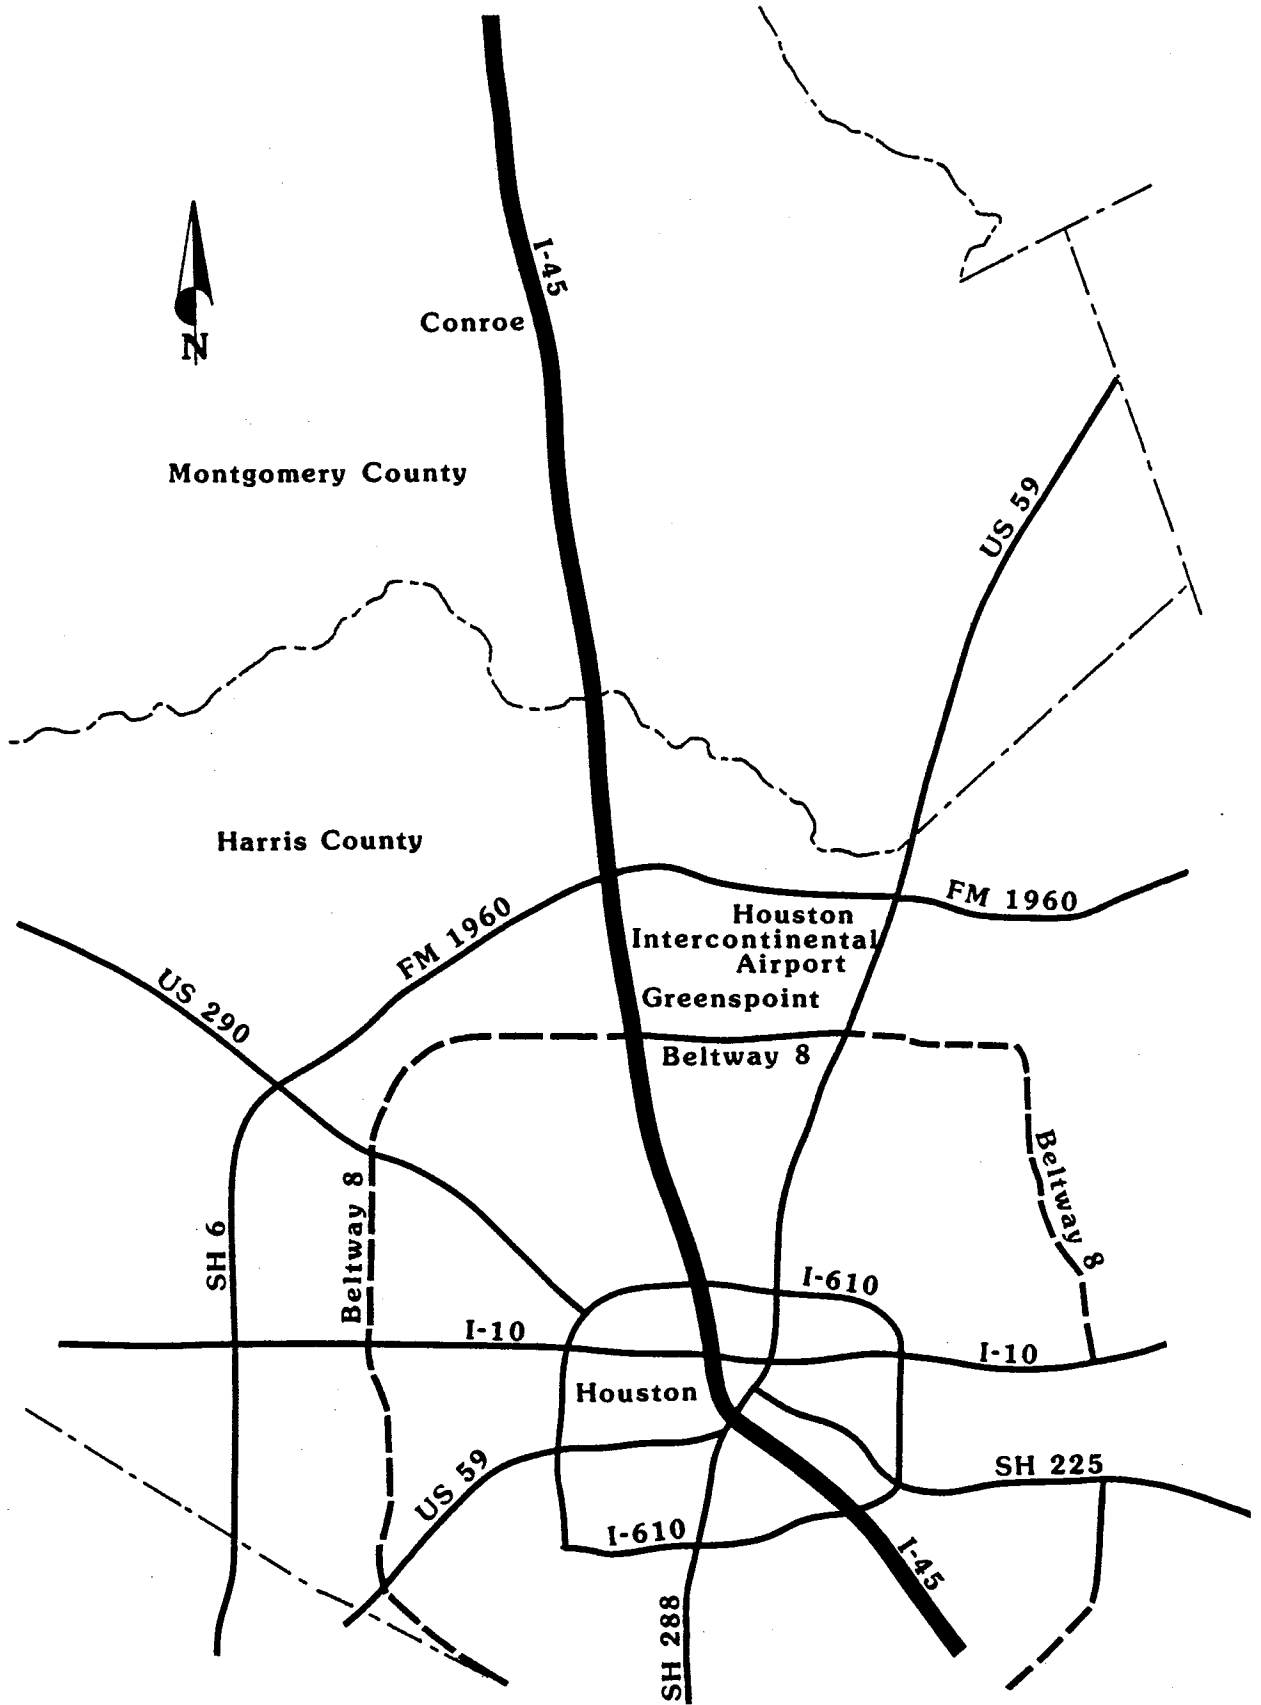 I-45
Conroe
N
Montgomery County
US 59
Harris County
FM 1960
FM 1960
Houston
Intercontinental
Airport
US 290
Greenspoint
Beltway 8
Beltway 8
Beltway 8
SH 6
I-610
I-10
I-10
Houston
US 59
SH 225
I-610
I-45
SH 288